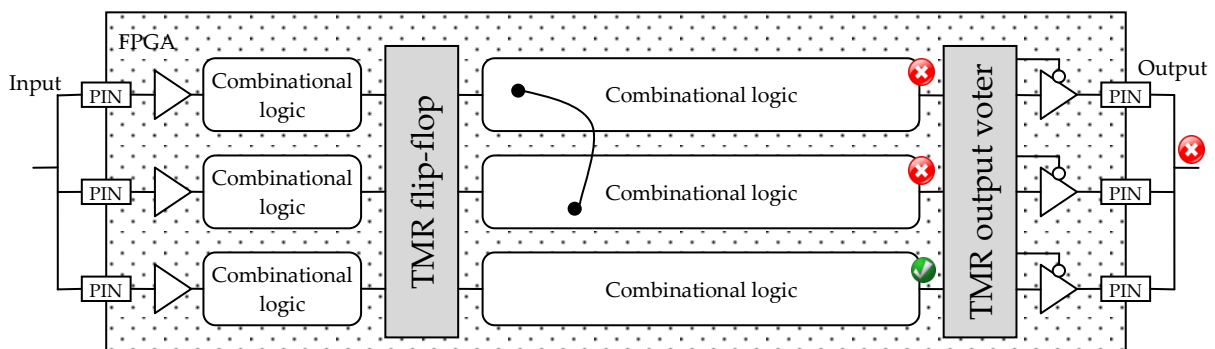 FPGA
Input
Output
PIN
Combinational
logic
Combinational logic
PIN
PIN
Combinational
logic
Combinational logic
PIN
PIN
Combinational
logic
Combinational logic
PIN
TMR flip-flop
TMR output voter